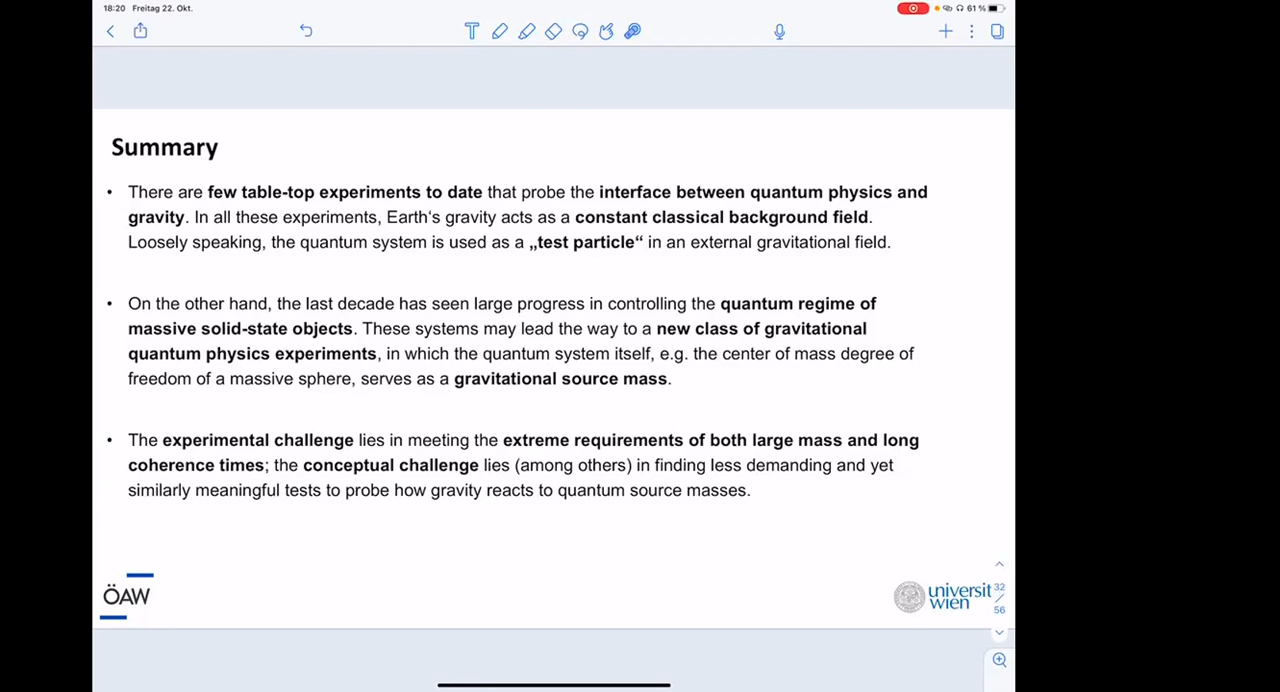 18:20 Freitag 22. Okt.
61 %
T
Summary
• There are few table-top experiments to date that probe the interface between quantum physics and
gravity. In all these experiments, Earth‘s gravity acts as a constant classical background field.
Loosely speaking, the quantum system is used as a „test particle“ in an external gravitational field.
• On the other hand, the last decade has seen large progress in controlling the quantum regime of
massive solid-state objects. These systems may lead the way to a new class of gravitational
quantum physics experiments, in which the quantum system itself, e.g. the center of mass degree of
freedom of a massive sphere, serves as a gravitational source mass.
• The experimental challenge lies in meeting the extreme requirements of both large mass and long
coherence times; the conceptual challenge lies (among others) in finding less demanding and yet
similarly meaningful tests to probe how gravity reacts to quantum source masses.
ÖAW
universit
wien
32
/
56